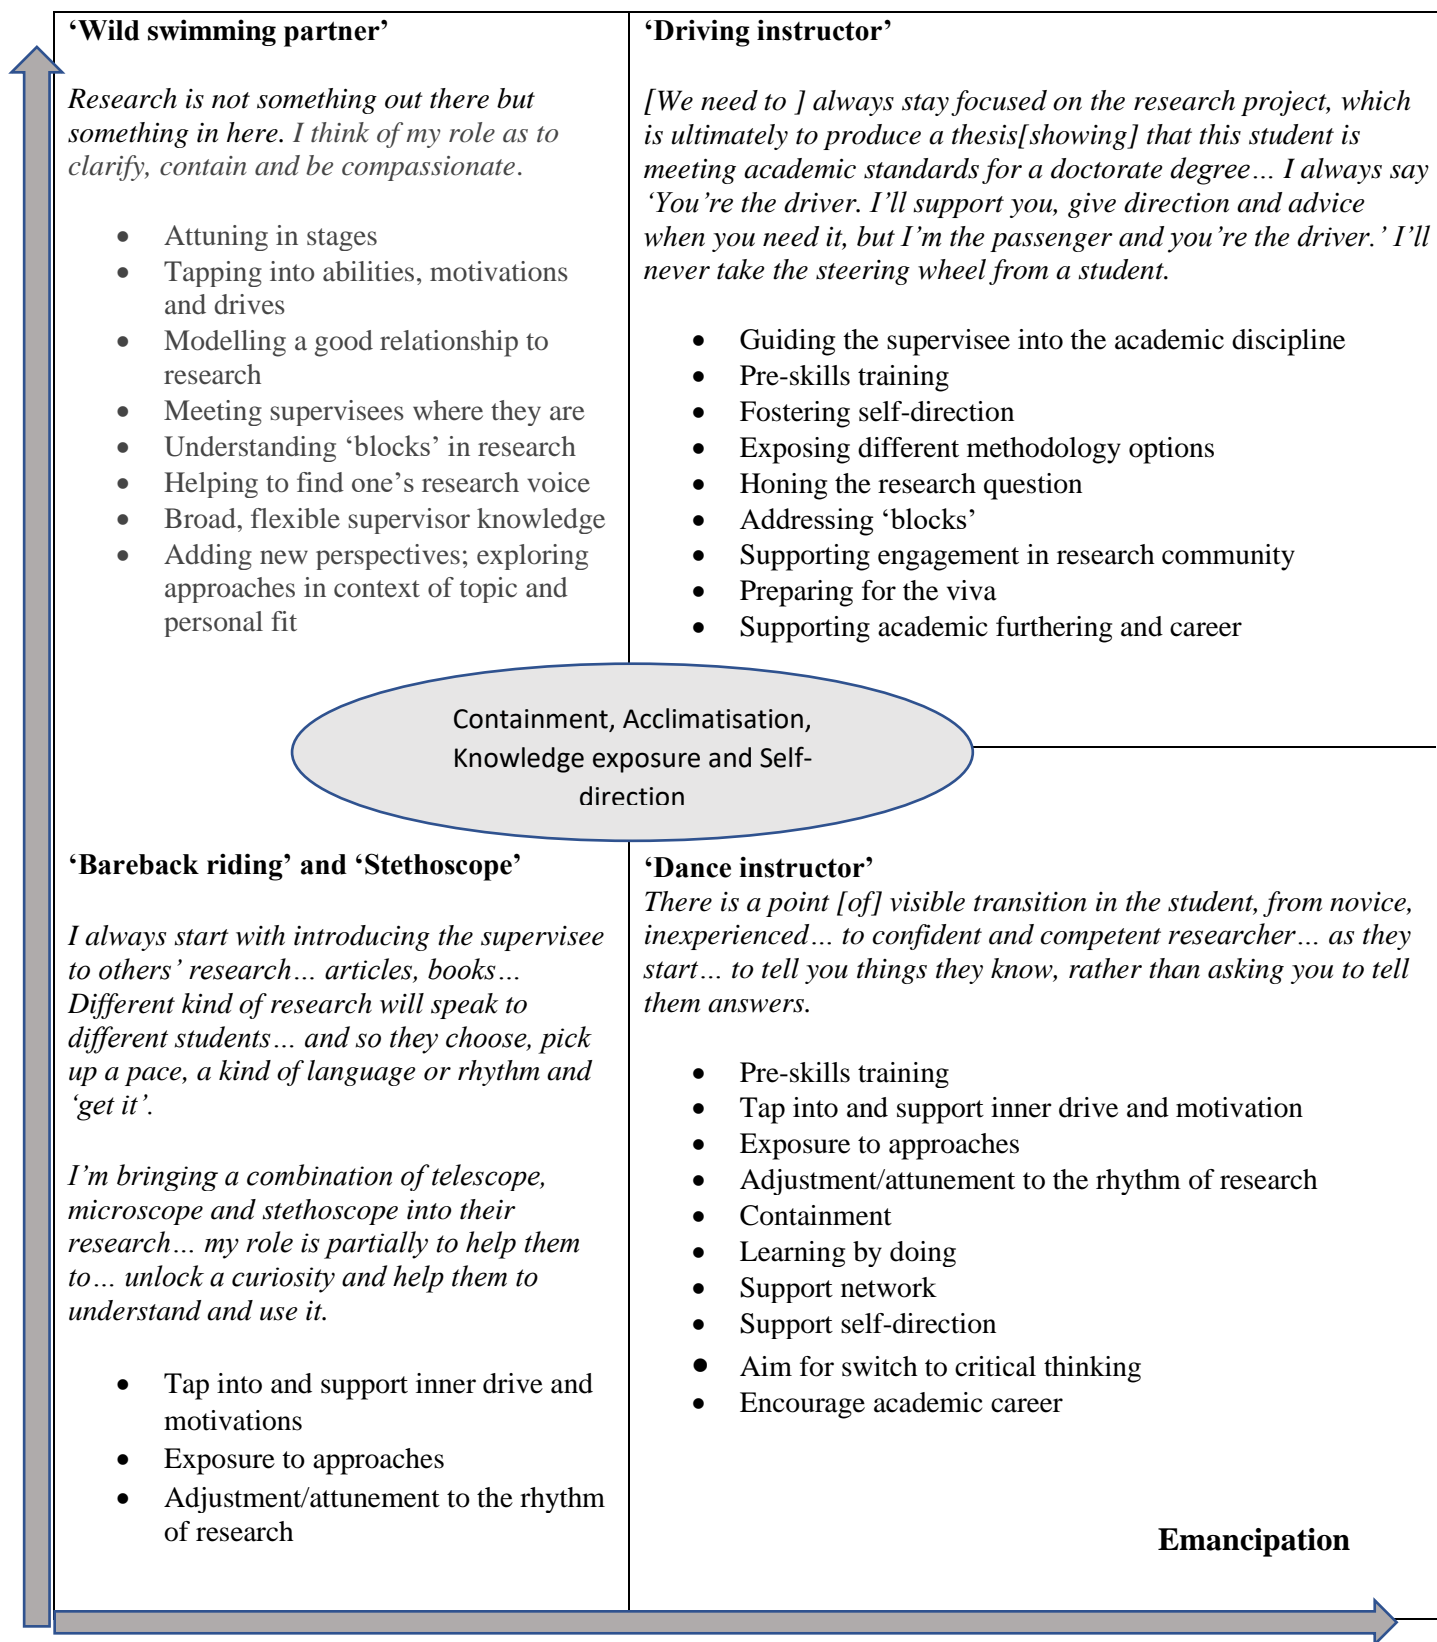 ‘Wild swimming partner’
Research is not something out there but
something in here. I think of my role as to
clarify, contain and be compassionate.
• Attuning in stages
• Tapping into abilities, motivations
and drives
• Modelling a good relationship to
research
• Meeting supervisees where they are
• Understanding ‘blocks’ in research
• Helping to find one’s research voice
• Broad, flexible supervisor knowledge
• Adding new perspectives; exploring
approaches in context of topic and
personal fit
‘Driving instructor’
[We need to ] always stay focused on the research project, which
is ultimately to produce a thesis[showing] that this student is
meeting academic standards for a doctorate degree… I always say
‘You’re the driver. I’ll support you, give direction and advice
when you need it, but I’m the passenger and you’re the driver.’ I’ll
never take the steering wheel from a student.
• Guiding the supervisee into the academic discipline
• Pre-skills training
• Fostering self-direction
• Exposing different methodology options
• Honing the research question
• Addressing ‘blocks’
• Supporting engagement in research community
• Preparing for the viva
• Supporting academic furthering and career
Containment, Acclimatisation,
Knowledge exposure and Self-
direction
‘Bareback riding’ and ‘Stethoscope’
I always start with introducing the supervisee
to others’ research… articles, books…
Different kind of research will speak to
different students… and so they choose, pick
up a pace, a kind of language or rhythm and
‘get it’.
I’m bringing a combination of telescope,
microscope and stethoscope into their
research… my role is partially to help them
to… unlock a curiosity and help them to
understand and use it.
• Tap into and support inner drive and
motivations
• Exposure to approaches
• Adjustment/attunement to the rhythm
of research
‘Dance instructor’
There is a point [of] visible transition in the student, from novice,
inexperienced… to confident and competent researcher… as they
start… to tell you things they know, rather than asking you to tell
them answers.
• Pre-skills training
• Tap into and support inner drive and motivation
• Exposure to approaches
• Adjustment/attunement to the rhythm of research
• Containment
• Learning by doing
• Support network
• Support self-direction
• Aim for switch to critical thinking
• Encourage academic career
Emancipation